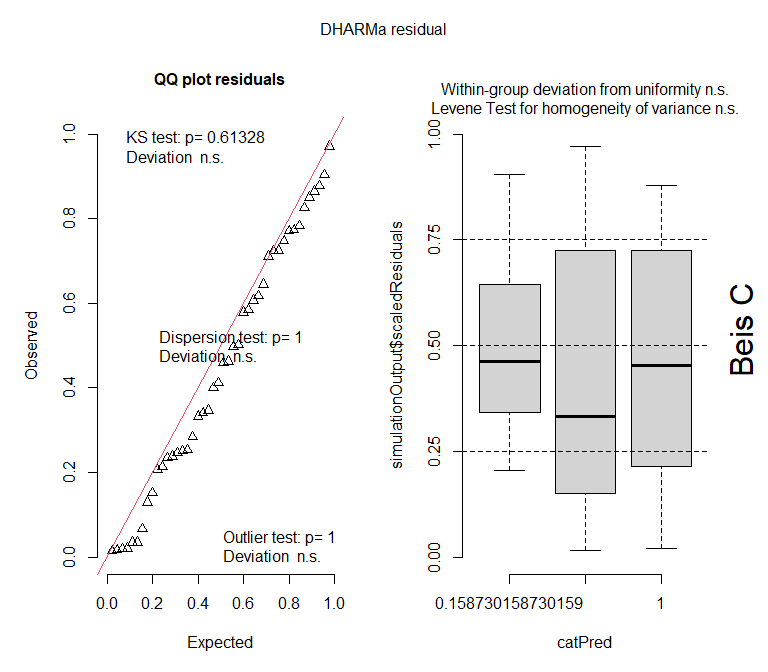 DHARMa residual
QQ plot residuals
KS test: p= 0.61328
Deviation n.s.
Dispersion test: p= 1
Deviation n.s.
Outlier test: p= 1
Deviation n.s.
Observed
0.0
0.2
0.4
0.6
0.8
1.0
0.0 0.2 0.4 0.6 0.8 1.0
Expected
Within-group deviation from uniformity n.s.
Levene Test for homogeneity of variance n.s.
simulationOutput$scaledResiduals
0.00
0.25
0.50
0.75
1.00
0.158730158730159 1
catPred
Beis C